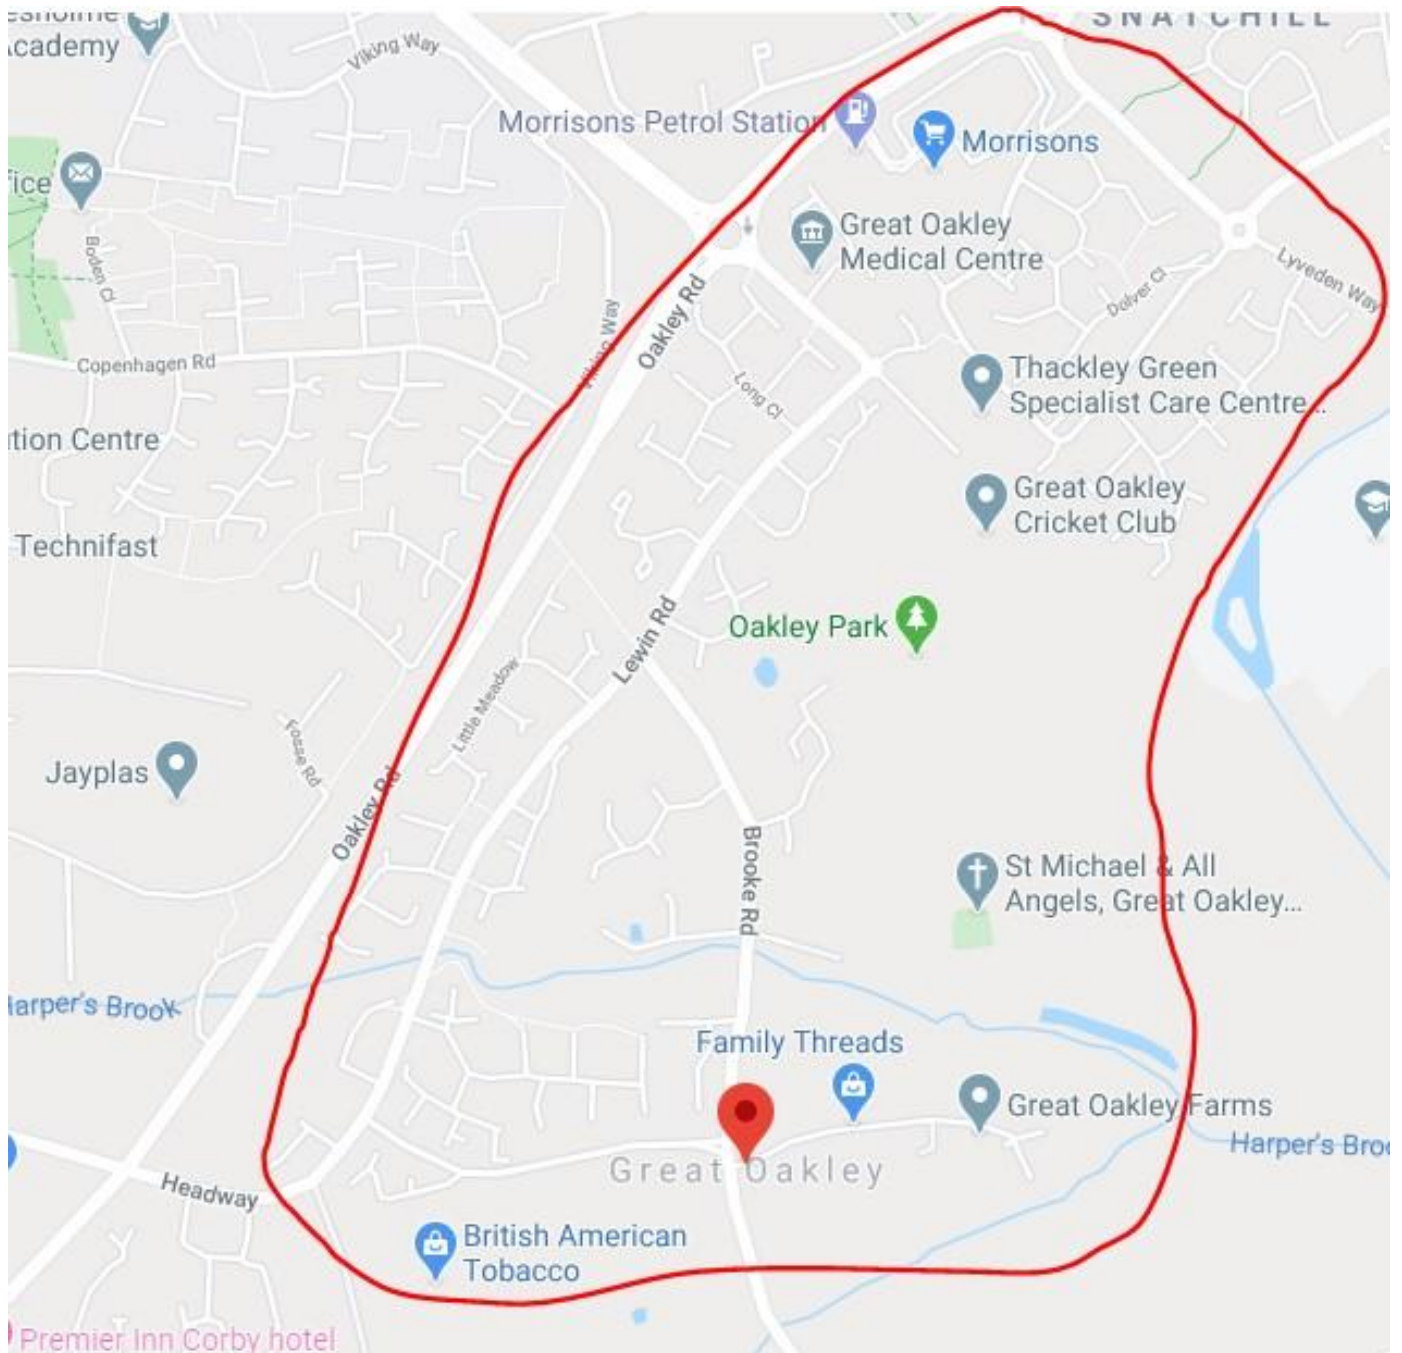 Academy
Viking Way
SNATCHILL
Morrisons Petrol Station
Morrisons
Boden Cl
Great Oakley
Medical Centre
Lyveden Way
Dolver Cl
Oakley Rd
Viking Way
Copenhagen Rd
Long Cl
Thackley Green
Specialist Care Centre...
Centre
Great Oakley
Cricket Club
Technifast
Lewin Rd
Oakley Park
Little Meadow
Fosse Rd
Jayplas
Oakley Rd
Brooke Rd
St Michael & All
Angels, Great Oakley...
Harper's Brook
Family Threads
Great Oakley Farms
Harper's Broo
Great Oakley
Headway
British American
Tobacco
Premier Inn Corby hotel